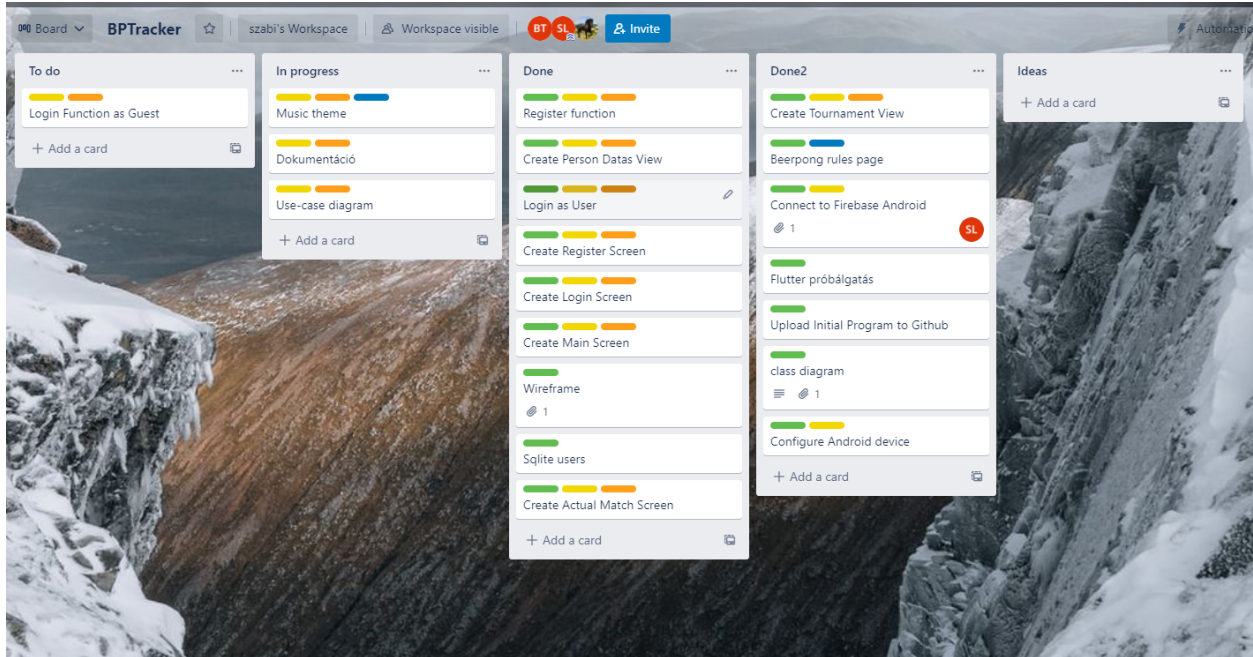 Board
BPTracker
szabi's Workspace
Workspace visible
BT
SL
Invite
To do
Login Function as Guest
+ Add a card
In progress
Music theme
Dokumentáció
Use-case diagram
+ Add a card
Done
Register function
Create Person Datas View
Login as User
Create Register Screen
Create Login Screen
Create Main Screen
Wireframe
1
Sqlite users
Create Actual Match Screen
+ Add a card
Done2
Create Tournament View
Beerpong rules page
Connect to Firebase Android
1
SL
Flutter próbálgatás
Upload Initial Program to Github
class diagram
1
Configure Android device
+ Add a card
Ideas
+ Add a card